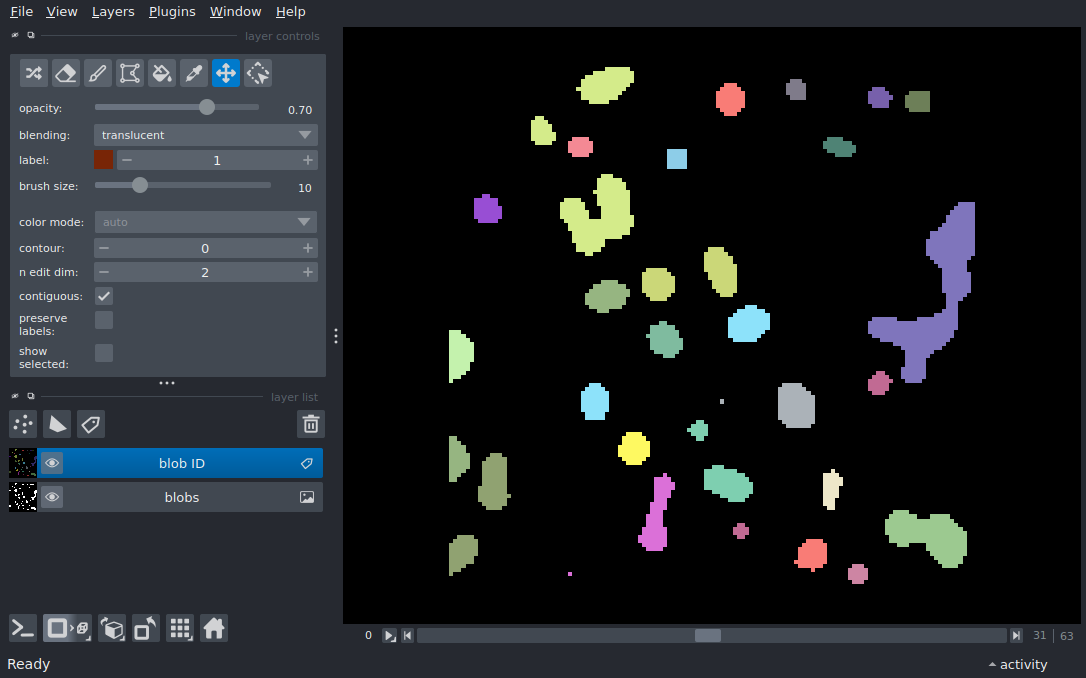 File View Layers Plugins Window Help
layer controls
opacity: 0.70
blending: translucent
label: 1
brush size: 10
color mode: auto
contour: 0
n edit dim: 2
contiguous:
preserve
labels:
show
selected:
layer list
blob ID
blobs
0 31 | 63
Ready activity